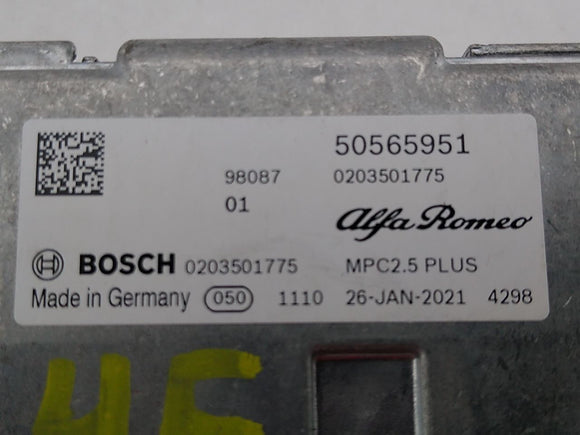 50565951
98087 0203501775
01 Alfa Romeo
BOSCH 0203501775 MPC2.5 PLUS
Made in Germany 050 1110 26-JAN-2021 4298